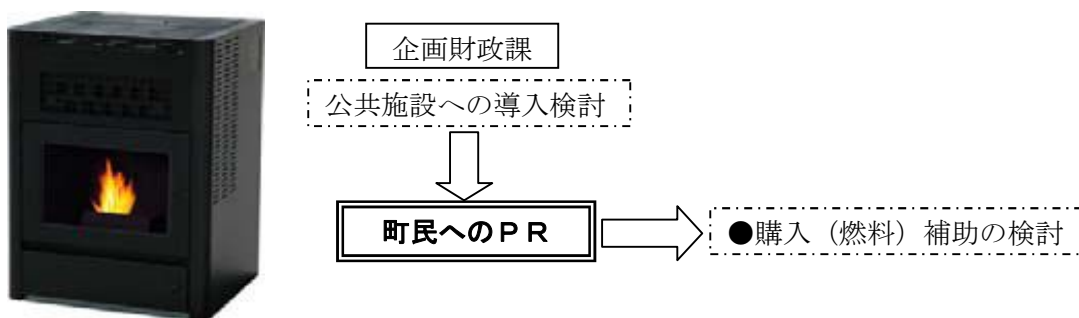 企画財政課
公共施設への導入検討
町民へのＰＲ
●購入（燃料）補助の検討